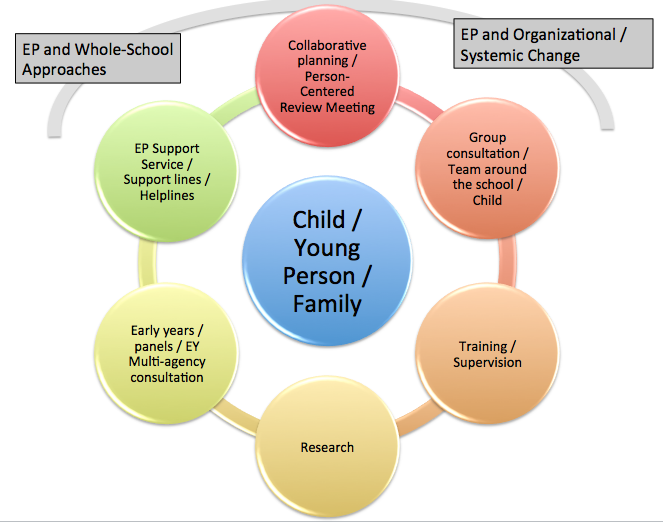 EP and Whole-School
Approaches
EP and Organizational /
Systemic Change
Collaborative
planning /
Person-
Centered
Review Meeting
Group
consultation /
Team around
the school /
Child
Training /
Supervision
Research
Early years /
panels / EY
Multi-agency
consultation
EP Support
Service /
Support lines /
Helplines
Child /
Young
Person /
Family